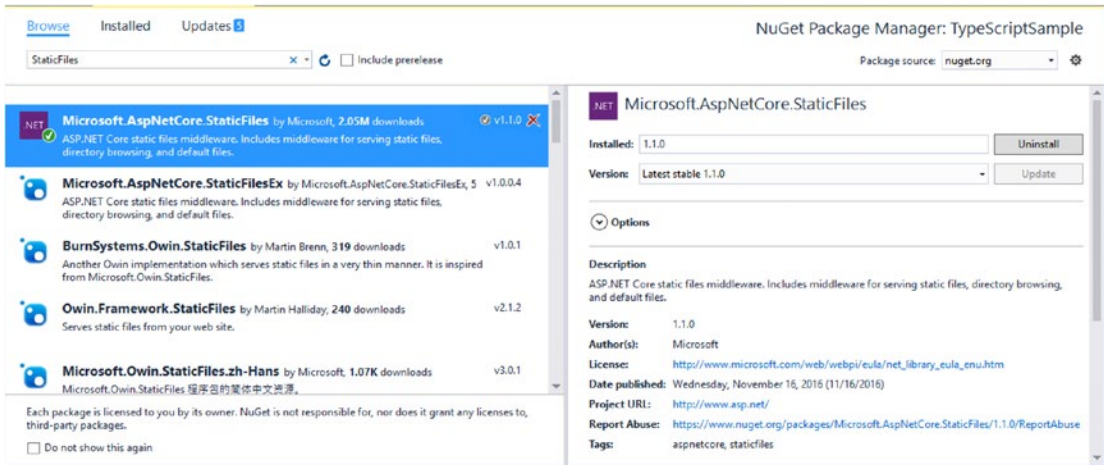 Browse Installed Updates 5
NuGet Package Manager: TypeScriptSample
StaticFiles
Include prerelease
Package source: nuget.org
.NET
Microsoft.AspNetCore.StaticFiles by Microsoft, 2.05M downloads v1.1.0
ASP.NET Core static files middleware. Includes middleware for serving static files,
directory browsing, and default files.
Microsoft.AspNetCore.StaticFilesEx by Microsoft.AspNetCore.StaticFilesEx, 5 v1.0.0.4
ASP.NET Core static files middleware. Includes middleware for serving static files,
directory browsing, and default files.
BurnSystems.Owin.StaticFiles by Martin Brenn, 319 downloads v1.0.1
Another Owin implementation which serves static files in a very thin manner. It is inspired
from Microsoft.Owin.StaticFiles.
Owin.Framework.StaticFiles by Martin Halliday, 240 downloads v2.1.2
Serves static files from your web site.
Microsoft.Owin.StaticFiles.zh-Hans by Microsoft, 1.07K downloads v3.0.1
Microsoft.Owin.StaticFiles 程序包的简体中文资源。
Each package is licensed to you by its owner. NuGet is not responsible for, nor does it grant any licenses to,
third-party packages.
Do not show this again
.NET Microsoft.AspNetCore.StaticFiles
Installed: 1.1.0 Uninstall
Version: Latest stable 1.1.0 Update
Options
Description
ASP.NET Core static files middleware. Includes middleware for serving static files, directory browsing,
and default files.
Version: 1.1.0
Author(s): Microsoft
License: http://www.microsoft.com/web/webpi/eula/net_library_eula_enu.htm
Date published: Wednesday, November 16, 2016 (11/16/2016)
Project URL: http://www.asp.net/
Report Abuse: https://www.nuget.org/packages/Microsoft.AspNetCore.StaticFiles/1.1.0/ReportAbuse
Tags: aspnetcore, staticfiles